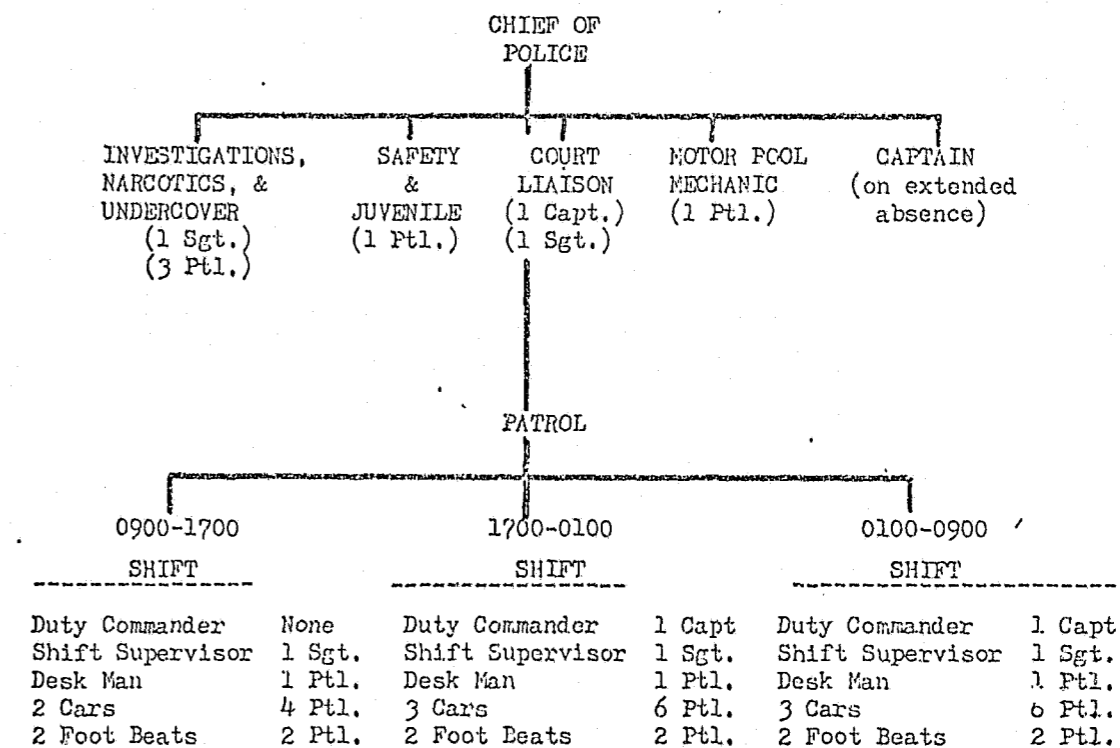 CHIEF OF
POLICE
INVESTIGATIONS,
NARCOTICS, &
UNDERCOVER
(1 Sgt.)
(3 Ptl.)
SAFETY
&
JUVENILE
(1 Ptl.)
COURT
LIAISON
(1 Capt.)
(1 Sgt.)
MOTOR POOL
MECHANIC
(1 Ptl.)
CAPTAIN
(on extended
absence)
PATROL
0900-1700
SHIFT
Duty Commander None
Shift Supervisor 1 Sgt.
Desk Man 1 Ptl.
2 Cars 4 Ptl.
2 Foot Beats 2 Ptl.
1700-0100
SHIFT
Duty Commander 1 Capt
Shift Supervisor 1 Sgt.
Desk Man 1 Ptl.
3 Cars 6 Ptl.
2 Foot Beats 2 Ptl.
0100-0900
SHIFT
Duty Commander 1 Capt
Shift Supervisor 1 Sgt.
Desk Man 1 Ptl.
3 Cars 6 Ptl.
2 Foot Beats 2 Ptl.